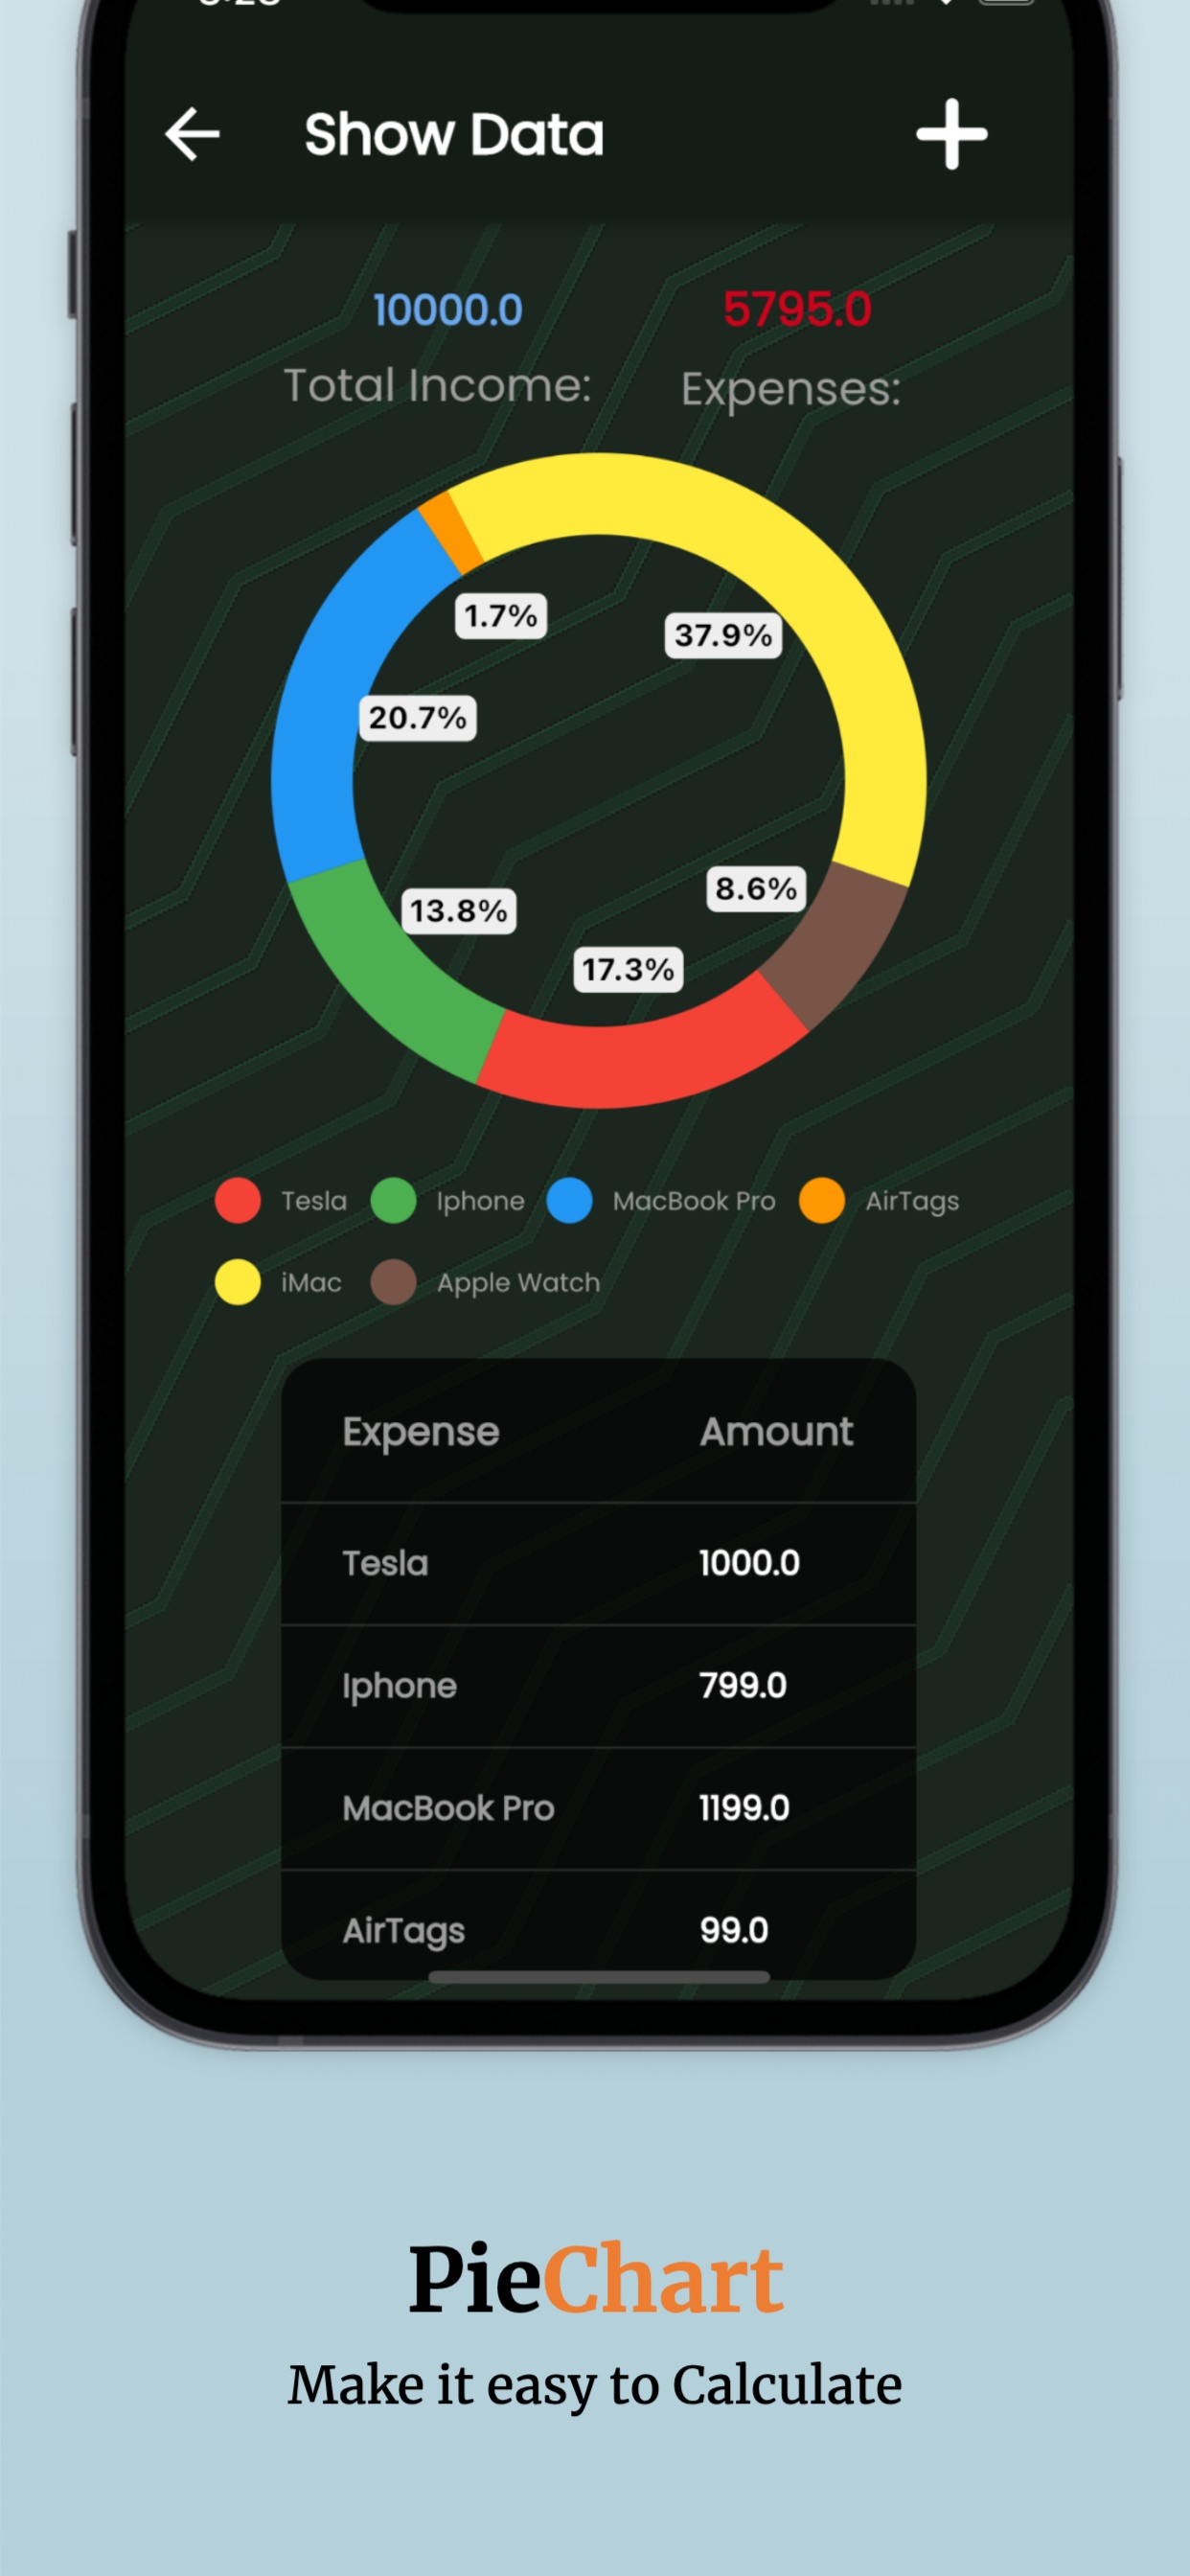 Show Data
10000.0 5795.0
Total Income: Expenses:
1.7%
37.9%
20.7%
8.6%
13.8%
17.3%
Tesla Iphone MacBook Pro AirTags
iMac Apple Watch
Expense Amount
Tesla 1000.0
Iphone 799.0
MacBook Pro 1199.0
AirTags 99.0
PieChart
Make it easy to Calculate